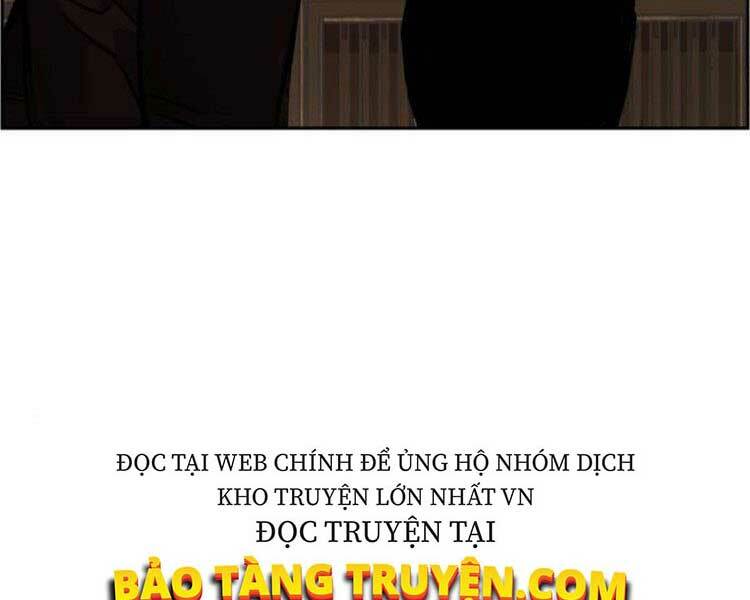 ĐỌC TẠI WEB CHÍNH ĐỂ ỦNG HỘ NHÓM DỊCH
KHO TRUYỆN LỚN NHẤT VN
ĐỌC TRUYỆN TẠI
BẢO TÀNG TRUYỆN.COM